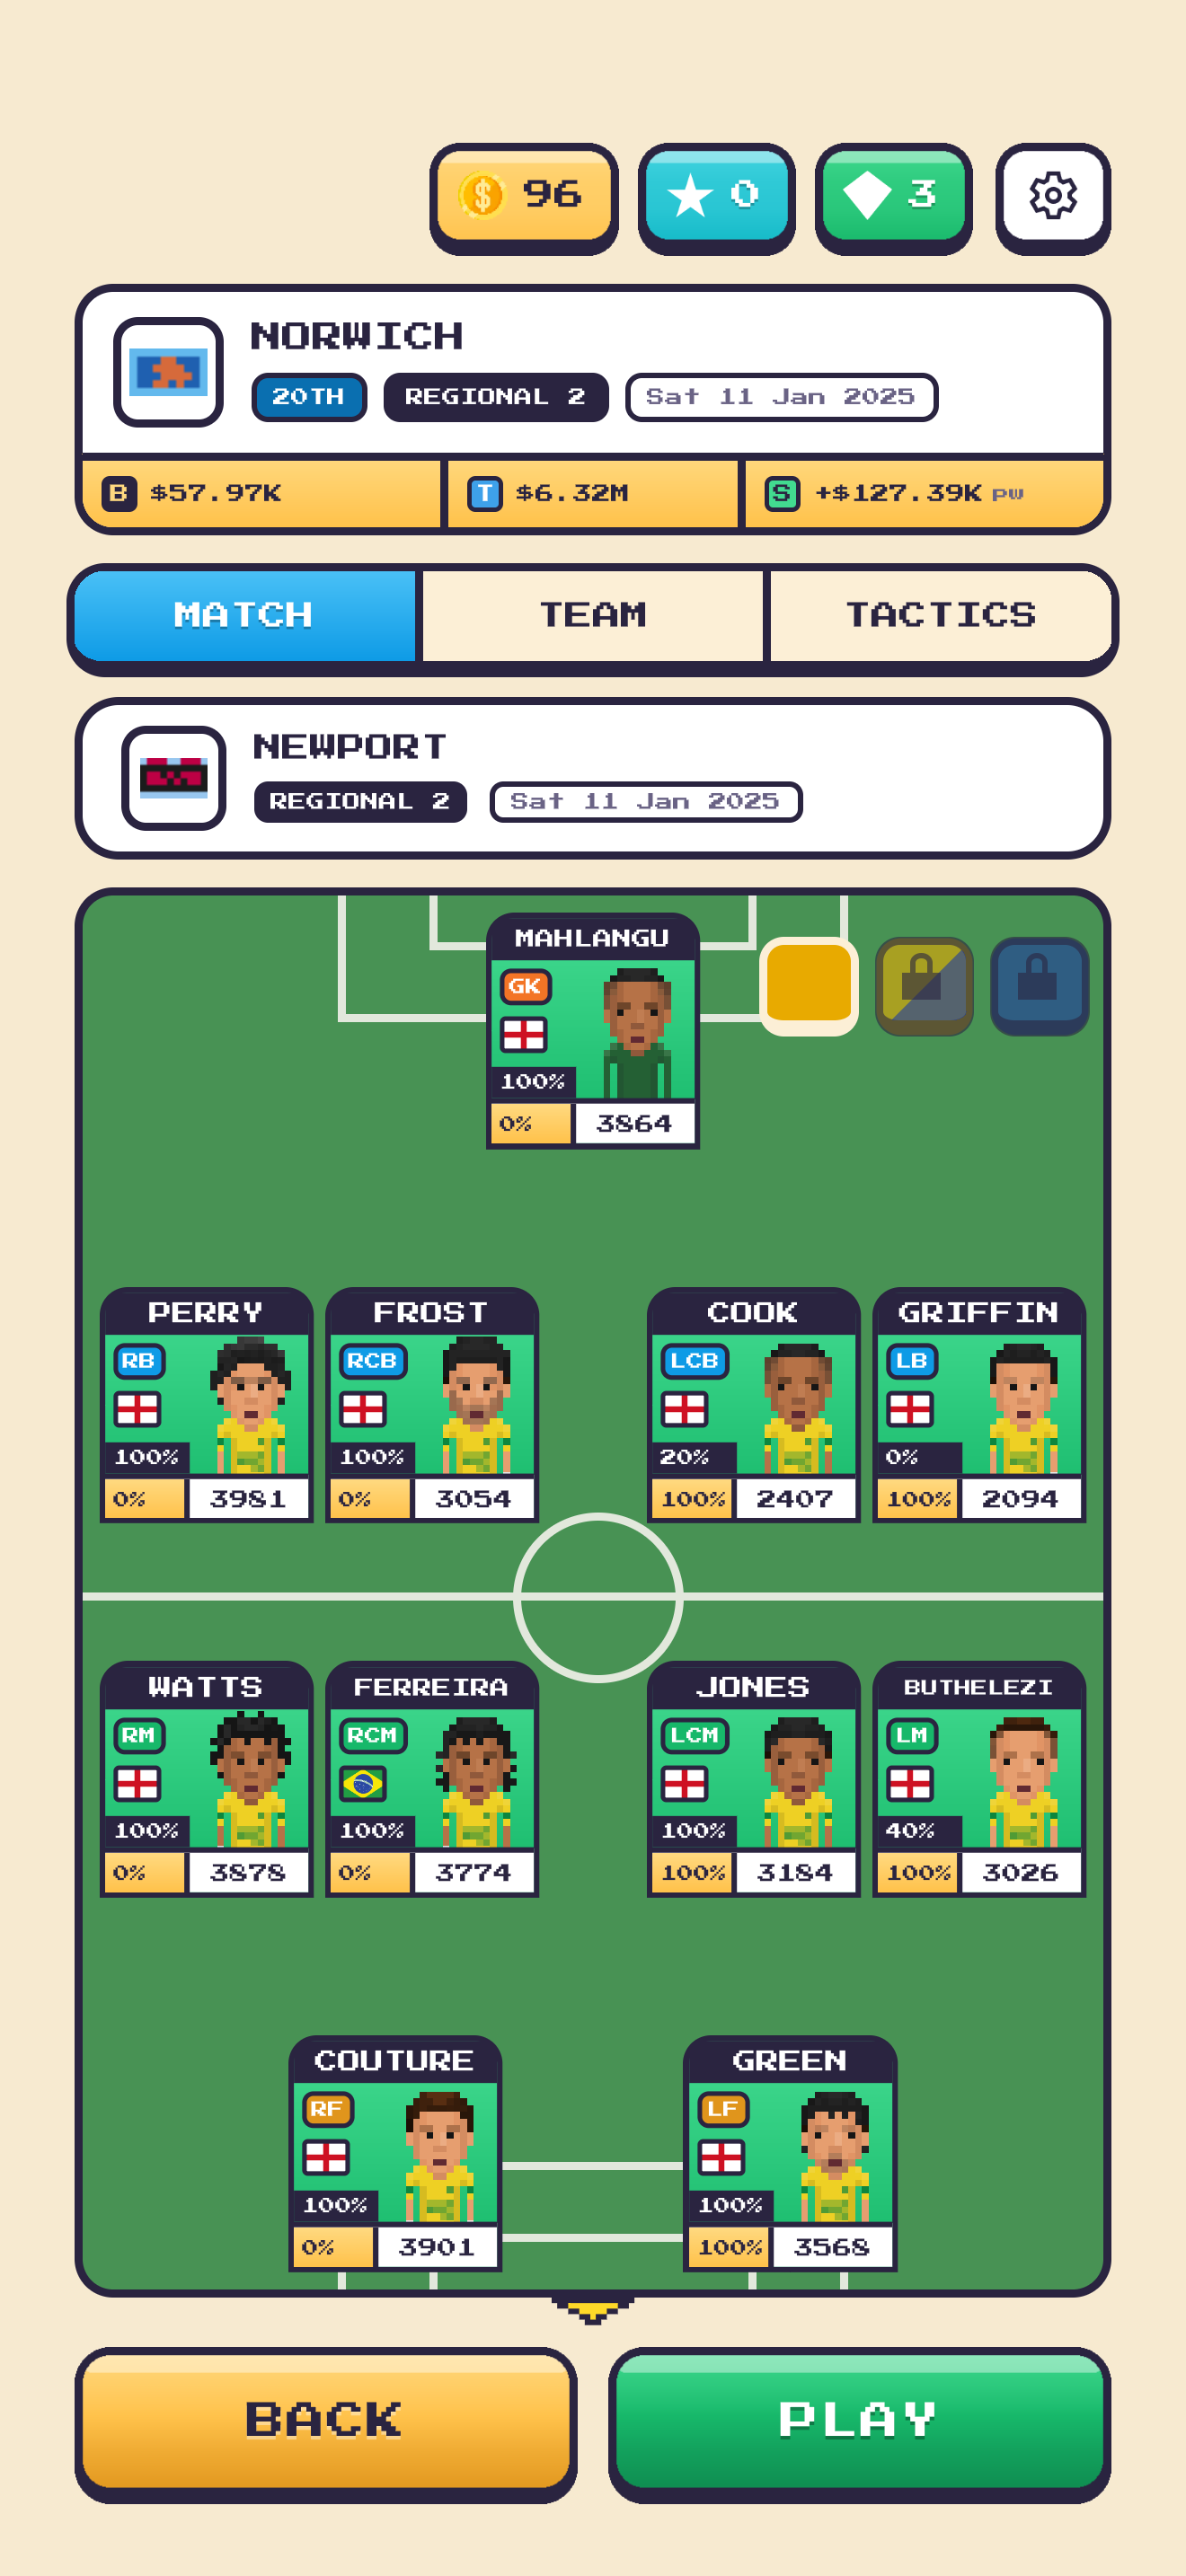 96 0 3
NORWICH
20TH REGIONAL 2 Sat 11 Jan 2025
B $57.97K T $6.32M S +$127.39K PW
MATCH TEAM TACTICS
NEWPORT
REGIONAL 2 Sat 11 Jan 2025
MAHLANGU
GK
100%
0% 3864
PERRY FROST COOK GRIFFIN
RB RCB LCB LB
100% 100% 20% 0%
0% 3981 0% 3054 100% 2407 100% 2094
WATTS FERREIRA JONES BUTHELEZI
RM RCM LCM LM
100% 100% 100% 40%
0% 3878 0% 3774 100% 3184 100% 3026
COUTURE GREEN
RF LF
100% 100%
0% 3901 100% 3568
BACK PLAY